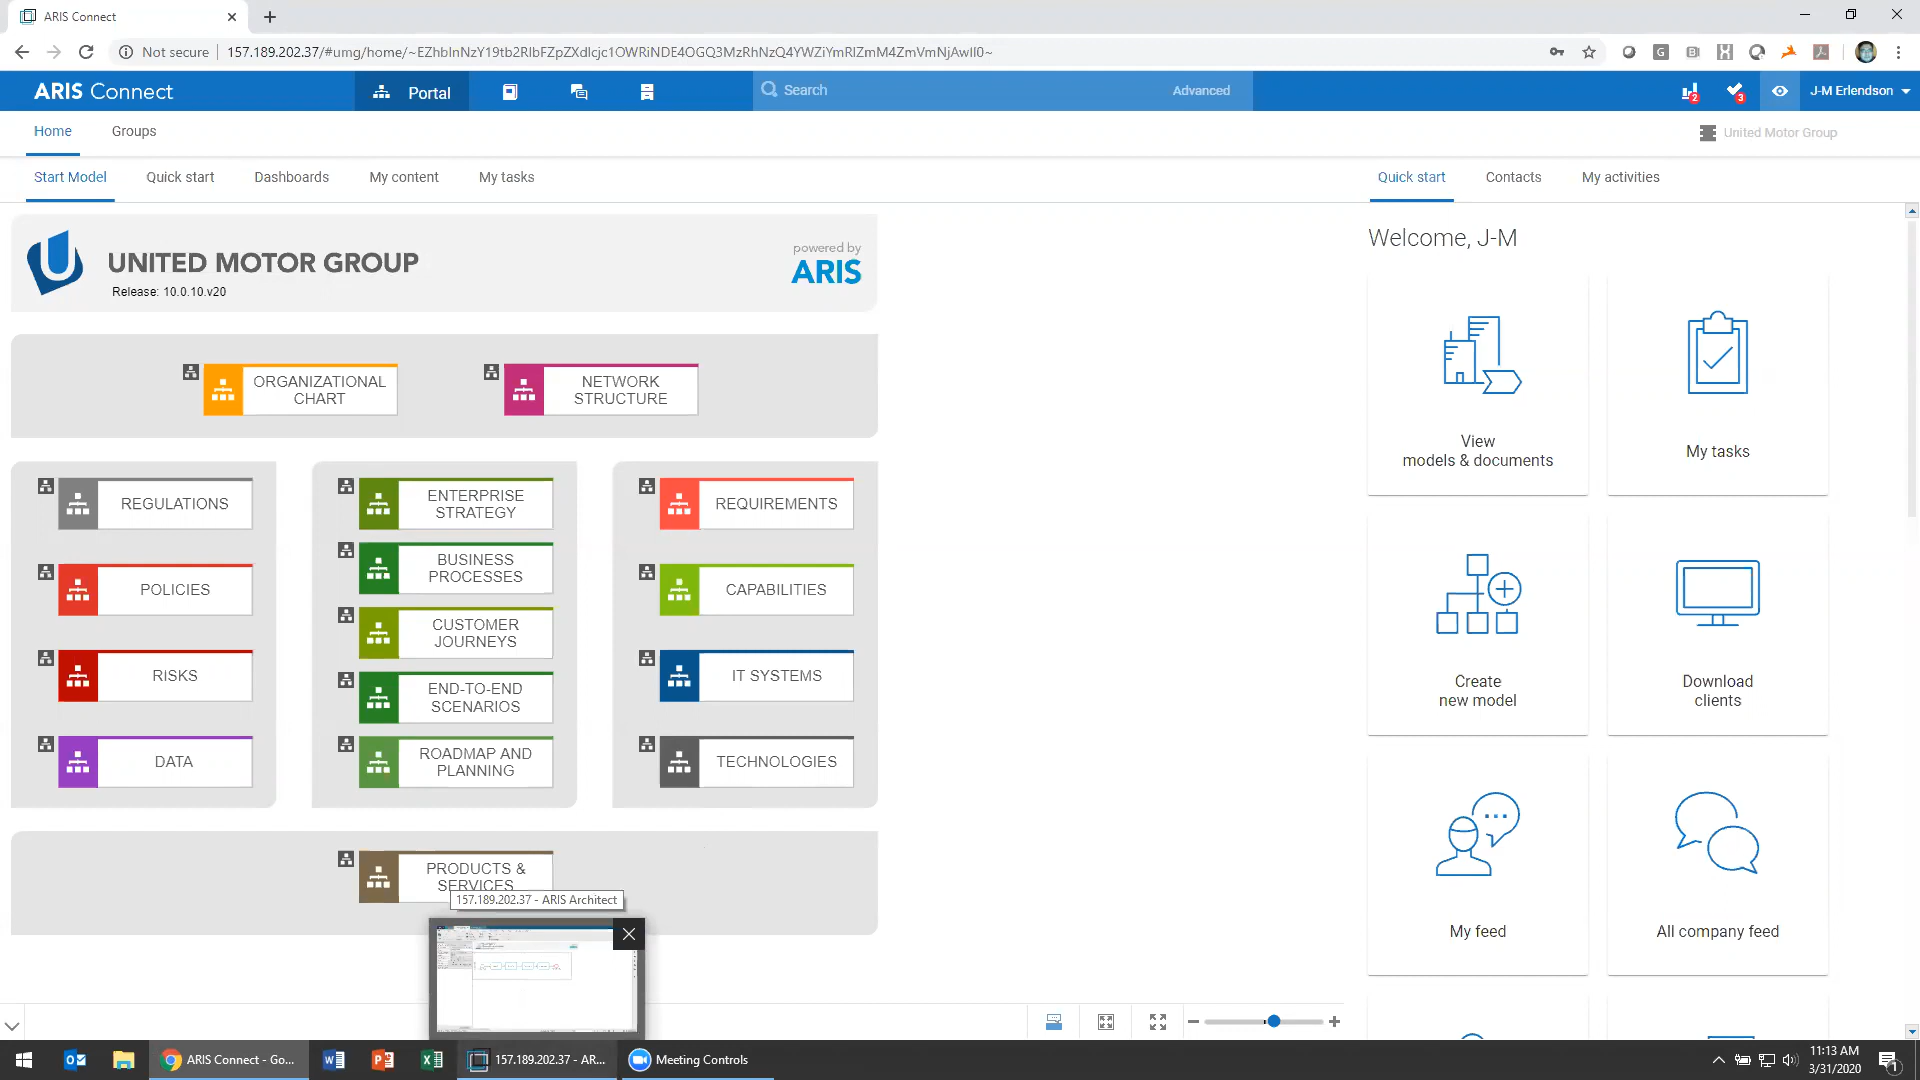 ARIS Connect
Not secure
157.189.202.37/#umg/home/~EZhbInNzY19tb2RlbFZpZXdlcjc1OWRiNDE4OGQ3MzRhNzQ4YWZiYmRlZmM4ZmVmNjAwIl0~
ARIS Connect
Portal
Search
Advanced
2
3
J-M Erlendson
Home
Groups
United Motor Group
Start Model
Quick start
Dashboards
My content
My tasks
Quick start
Contacts
My activities
UNITED MOTOR GROUP
Release: 10.0.10.v20
powered by
ARIS
ORGANIZATIONAL
CHART
NETWORK
STRUCTURE
REGULATIONS
POLICIES
RISKS
DATA
ENTERPRISE
STRATEGY
BUSINESS
PROCESSES
CUSTOMER
JOURNEYS
END-TO-END
SCENARIOS
ROADMAP AND
PLANNING
REQUIREMENTS
CAPABILITIES
IT SYSTEMS
TECHNOLOGIES
PRODUCTS &
SERVICES
157.189.202.37 - ARIS Architect
Welcome, J-M
View
models & documents
My tasks
Create
new model
Download
clients
My feed
All company feed
ARIS Connect - Go...
157.189.202.37 - AR...
Meeting Controls
11:13 AM
3/31/2020
1